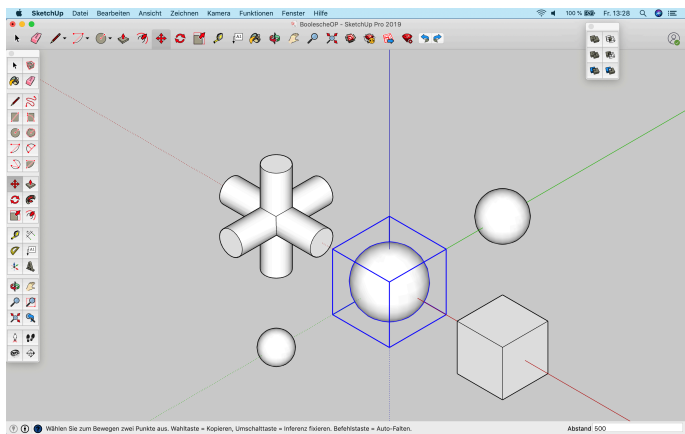 SketchUp Datei Bearbeiten Ansicht Zeichnen Kamera Funktionen Fenster Hilfe 100 % Fr. 13:28
BoolescheOP - SketchUp Pro 2019
Wählen Sie zum Bewegen zwei Punkte aus. Wahltaste = Kopieren, Umschalttaste = Inferenz fixieren. Befehlstaste = Auto-Falten. Abstand 500